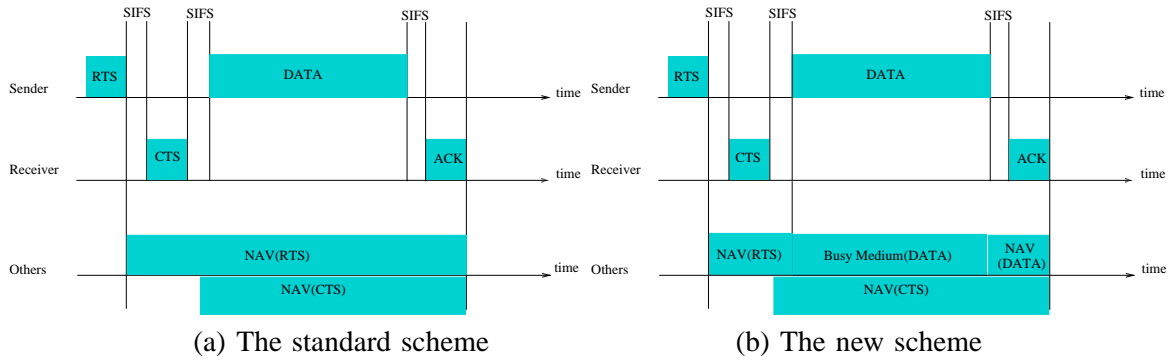 SIFS SIFS SIFS
RTS DATA
Sender time
CTS ACK
Receiver time
NAV(RTS)
Others time
NAV(CTS)
(a) The standard scheme
SIFS SIFS SIFS
RTS DATA
Sender time
CTS ACK
Receiver time
NAV(RTS) Busy Medium(DATA) NAV
(DATA)
Others time
NAV(CTS)
(b) The new scheme